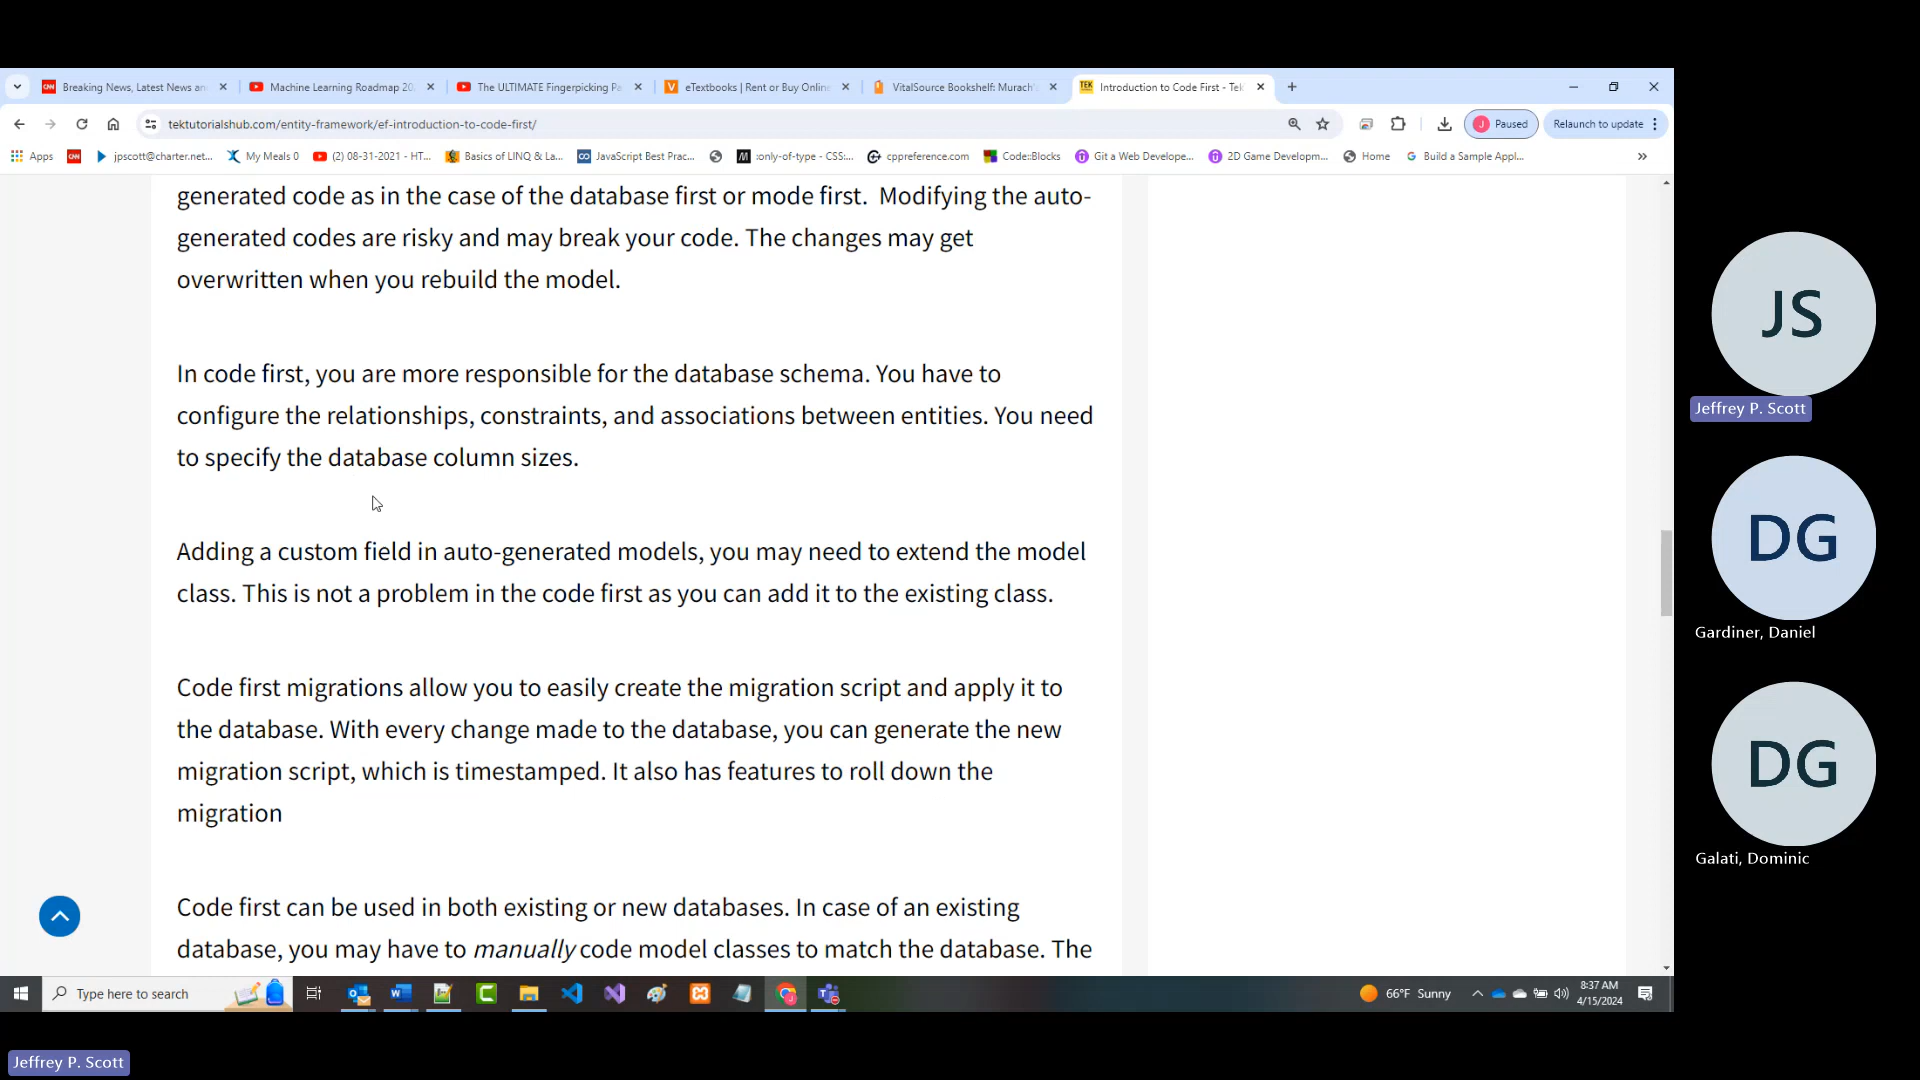 Breaking News, Latest News an
Machine Learning Roadmap 20
The ULTIMATE Fingerpicking Pa
eTextbooks | Rent or Buy Online
VitalSource Bookshelf: Murach'
Introduction to Code First - Tek
tektutorialshub.com/entity-framework/ef-introduction-to-code-first/
Paused
Relaunch to update
Apps
jpscott@charter.net...
My Meals 0
(2) 08-31-2021 - HT...
Basics of LINQ & La...
JavaScript Best Prac...
:only-of-type - CSS:...
cppreference.com
Code::Blocks
Git a Web Develope...
2D Game Developm...
Home
Build a Sample Appl...
»
generated code as in the case of the database first or mode first.  Modifying the auto-
generated codes are risky and may break your code. The changes may get
overwritten when you rebuild the model.
In code first, you are more responsible for the database schema. You have to
configure the relationships, constraints, and associations between entities. You need
to specify the database column sizes.
Adding a custom field in auto-generated models, you may need to extend the model
class. This is not a problem in the code first as you can add it to the existing class.
Code first migrations allow you to easily create the migration script and apply it to
the database. With every change made to the database, you can generate the new
migration script, which is timestamped. It also has features to roll down the
migration
Code first can be used in both existing or new databases. In case of an existing
database, you may have to manually code model classes to match the database. The
JS
Jeffrey P. Scott
DG
Gardiner, Daniel
DG
Galati, Dominic
Type here to search
66°F Sunny
8:37 AM
4/15/2024
Jeffrey P. Scott